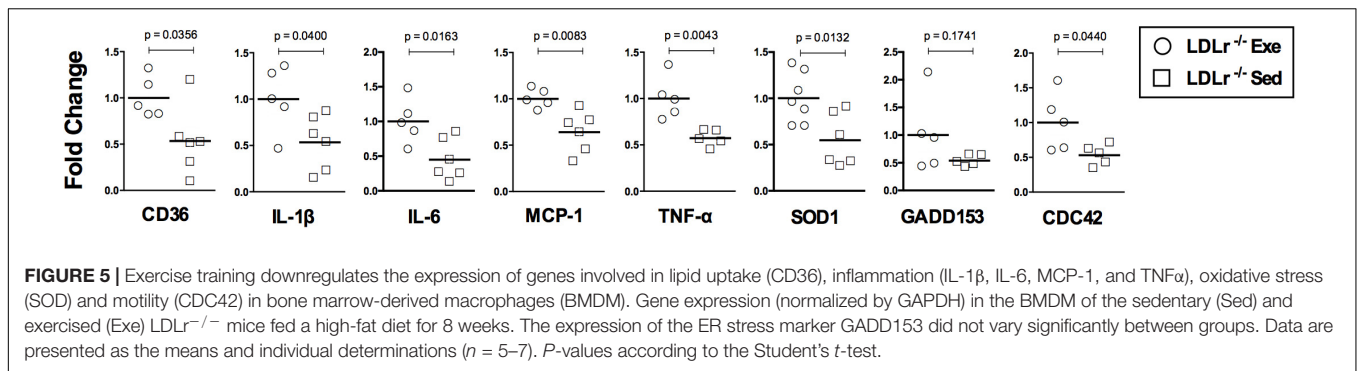 p = 0.0356 p = 0.0400 p = 0.0163 p = 0.0083 p = 0.0043 p = 0.0132 p = 0.1741 p = 0.0440
Fold Change
1.5 1.5 2.0 1.5 1.5 1.5 2.5 2.0
1.0 1.0 1.5 1.0 1.0 1.0 2.0 1.5
0.5 0.5 1.0 0.5 0.5 0.5 1.5 1.0
0.0 0.0 0.5 0.0 0.0 0.0 1.0 0.5
0.0 0.5 0.0
0.0
CD36 IL-1β IL-6 MCP-1 TNF-α SOD1 GADD153 CDC42
LDLr -/- Exe
LDLr -/- Sed
FIGURE 5 | Exercise training downregulates the expression of genes involved in lipid uptake (CD36), inflammation (IL-1β, IL-6, MCP-1, and TNFα), oxidative stress
(SOD) and motility (CDC42) in bone marrow-derived macrophages (BMDM). Gene expression (normalized by GAPDH) in the BMDM of the sedentary (Sed) and
exercised (Exe) LDLr−/− mice fed a high-fat diet for 8 weeks. The expression of the ER stress marker GADD153 did not vary significantly between groups. Data are
presented as the means and individual determinations (n = 5–7). P-values according to the Student's t-test.